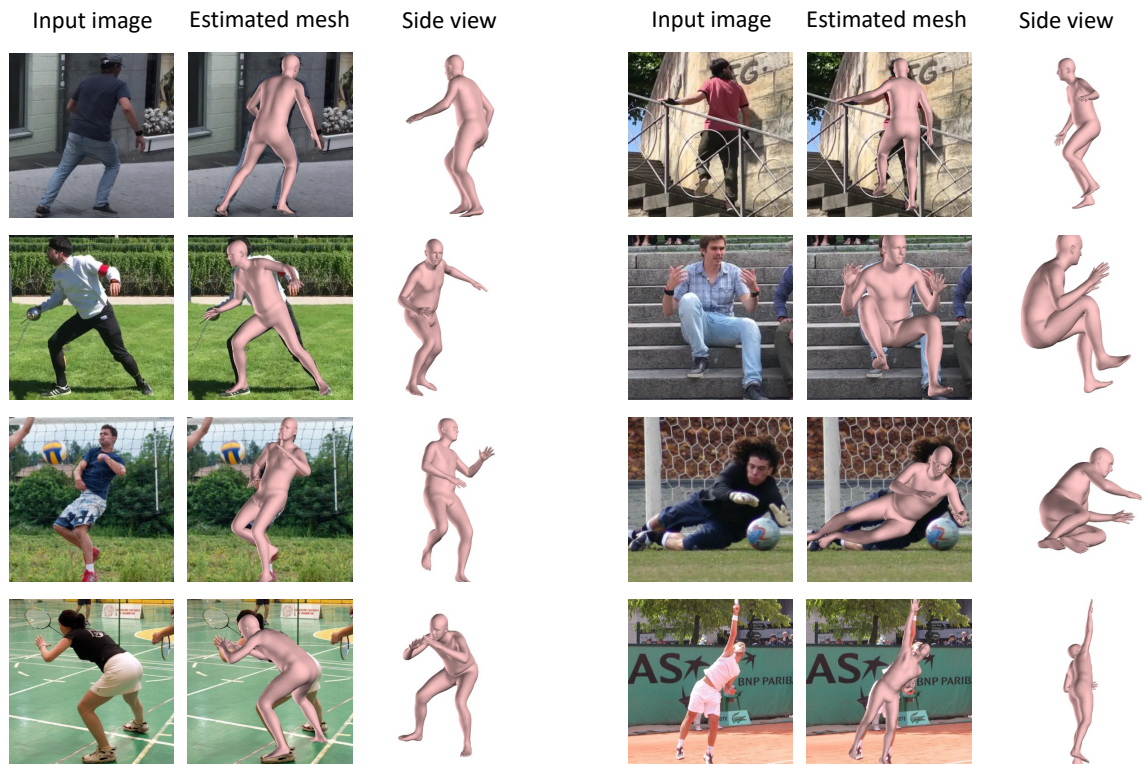 Input image Estimated mesh Side view Input image Estimated mesh Side view
EG.
EG.
AS BNP PARIB
AS BNP PARIB